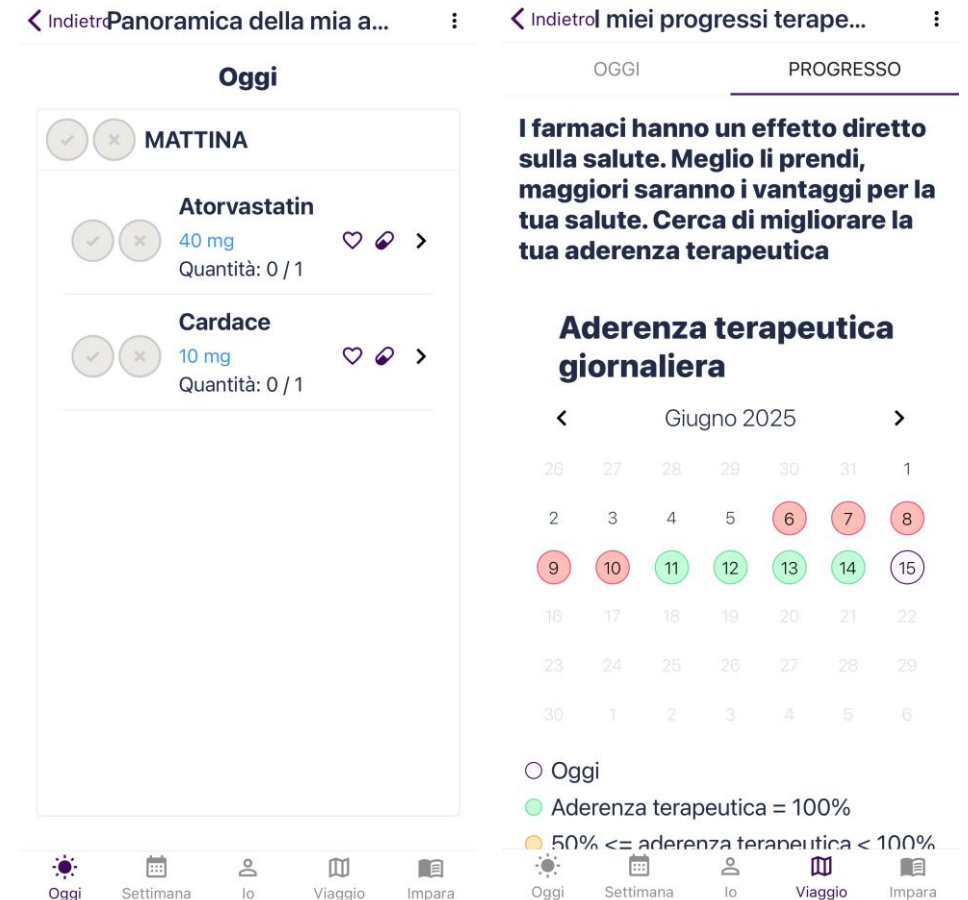 Indietro Panoramica della mia a...
Oggi
MATTINA
Atorvastatin
40 mg
Quantità: 0 / 1
Cardace
10 mg
Quantità: 0 / 1
Oggi Settimana Io Viaggio Impara
Indietro I miei progressi terape...
OGGI PROGRESSO
I farmaci hanno un effetto diretto
sulla salute. Meglio li prendi,
maggiori saranno i vantaggi per la
tua salute. Cerca di migliorare la
tua aderenza terapeutica
Aderenza terapeutica
giornaliera
Giugno 2025
26 27 28 29 30 31 1
2 3 4 5 6 7 8
9 10 11 12 13 14 15
16 17 18 19 20 21 22
23 24 25 26 27 28 29
30 1 2 3 4 5 6
Oggi
Aderenza terapeutica = 100%
50% <= aderenza terapeutica < 100%
Oggi Settimana Io Viaggio Impara